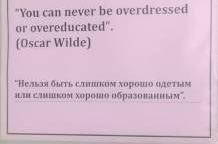 "You can never be overdressed
or overeducated".
(Oscar Wilde)
"Нельзя быть слишком хорошо одетым
или слишком хорошо образованным".